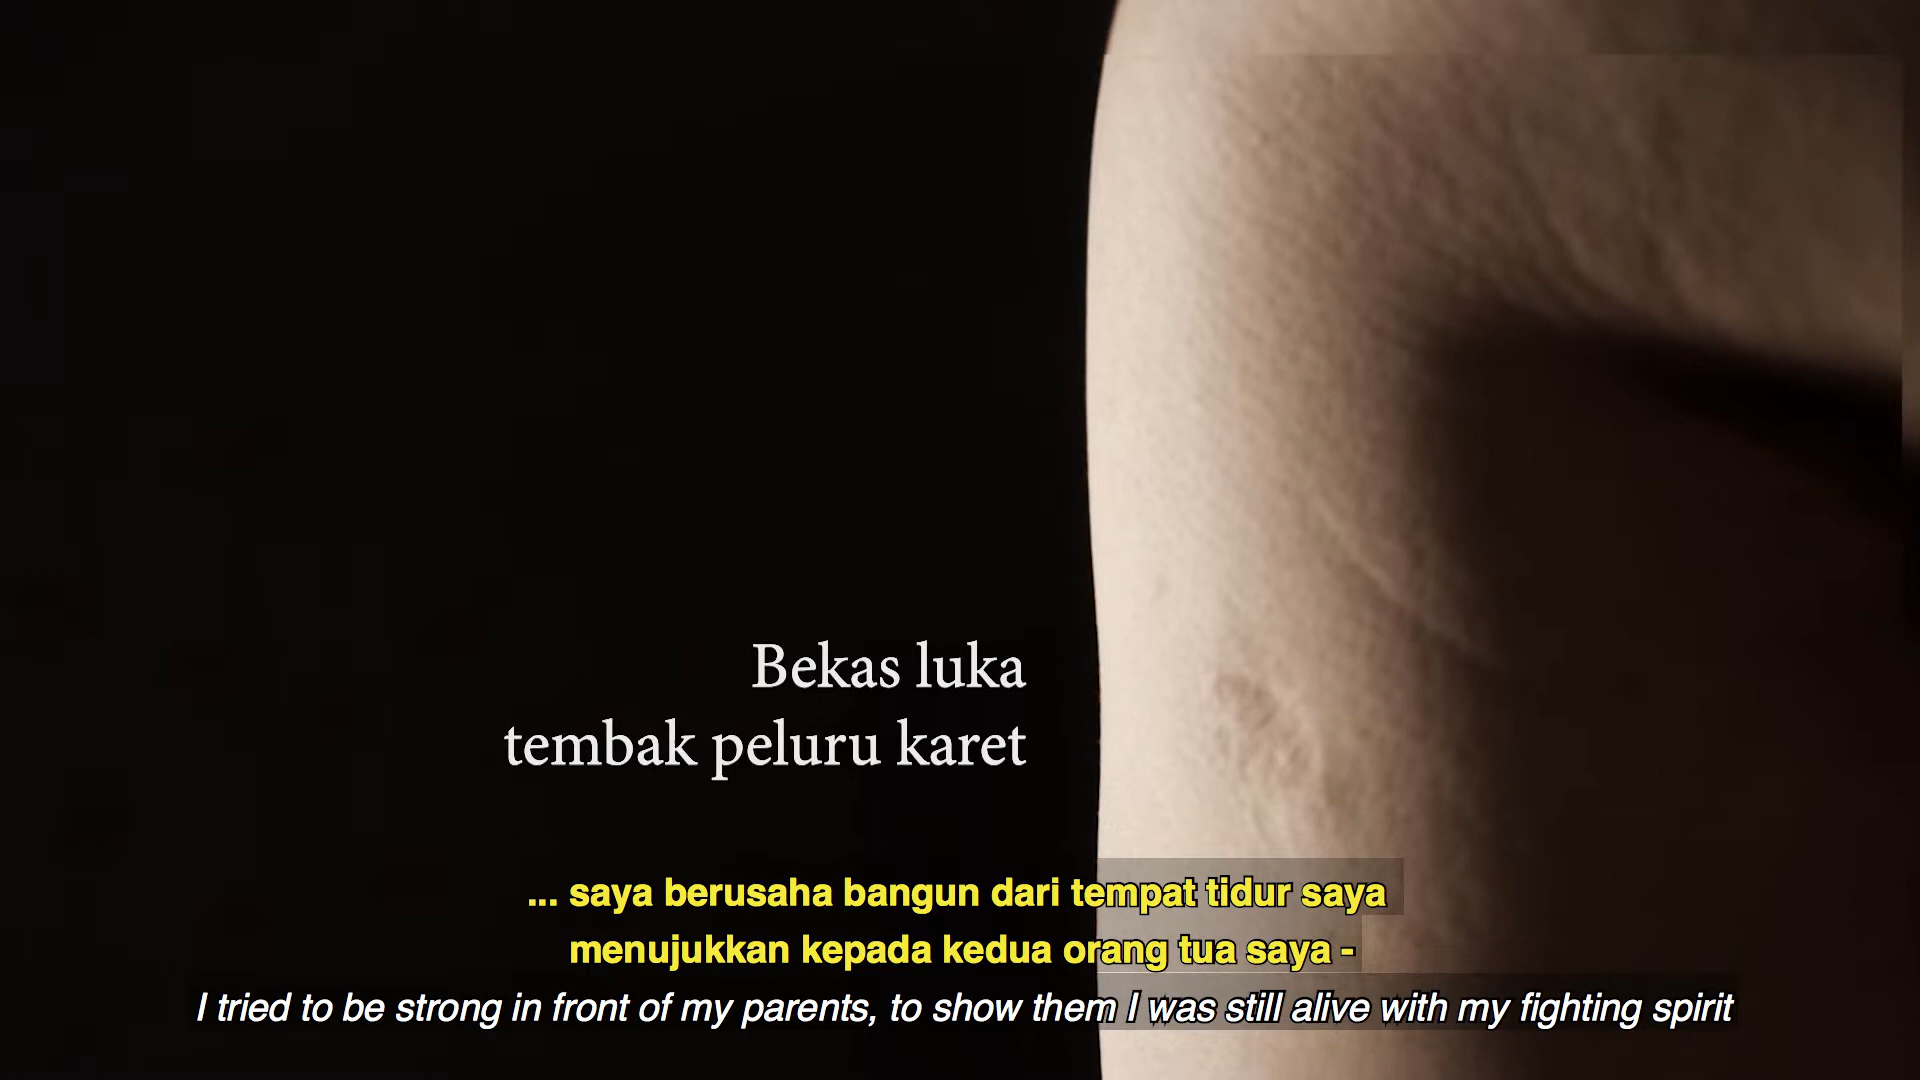 Bekas luka
tembak peluru karet
... saya berusaha bangun dari tempat tidur saya
menujukkan kepada kedua orang tua saya -
I tried to be strong in front of my parents, to show them I was still alive with my fighting spirit